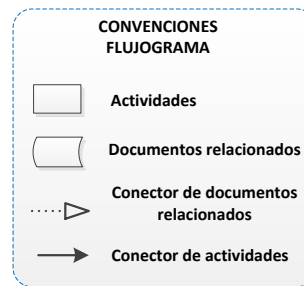 CONVENCIONES
FLUJOGRAMA
Actividades
Documentos relacionados
Conector de documentos
relacionados
Conector de actividades